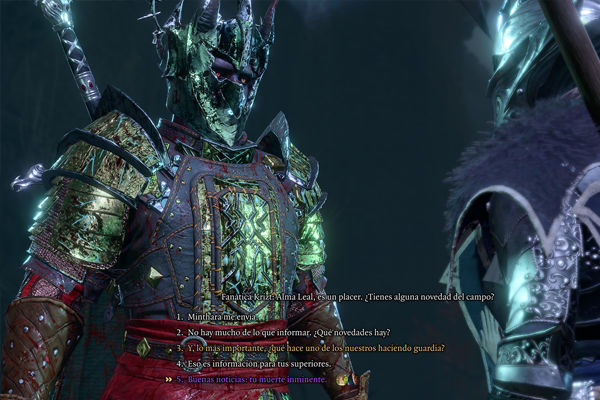 Fanática Krizt: Alma Leal, es un placer. ¿Tienes alguna novedad del campo?
1. Minthara me envía.
2. No hay mucho de lo que informar. ¿Qué novedades hay?
3. Y, lo más importante, ¿qué hace uno de los nuestros haciendo guardia?
4. Eso es información para tus superiores.
5. Buenas noticias: tu muerte inminente.